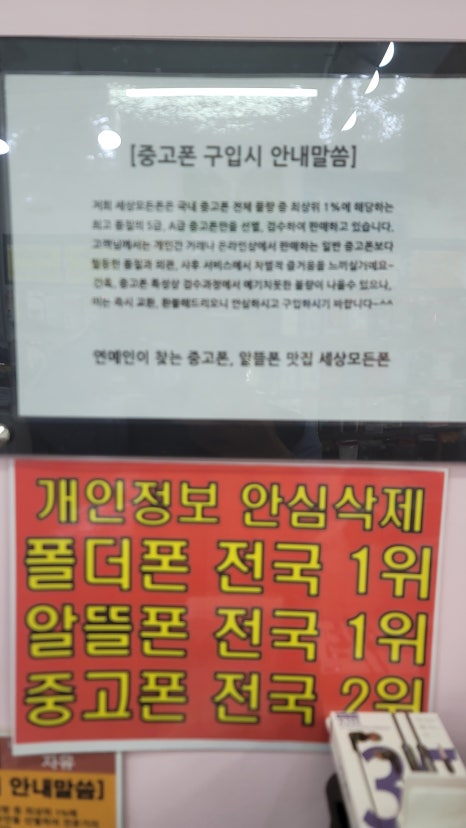 [중고폰 구입시 안내말씀]
저희 세상모든폰은 국내 중고폰 전체 물량 중 최상위 1%에 해당하는
최고 품질의 S급, A급 중고폰만을 선별, 검수하여 판매하고 있습니다.
고객님께서는 개인간 거래나 온라인상에서 판매하는 일반 중고폰보다
월등한 품질과 외관, 사후 서비스에서 차별적 즐거움을 느끼실거예요~
간혹, 중고폰 특성상 검수과정에서 예기치못한 불량이 나올수 있으나,
이는 즉시 교환, 환불해드리오니 안심하시고 구입하시기 바랍니다~^^
연예인이 찾는 중고폰, 알뜰폰 맛집 세상모든폰
개인정보 안심삭제
폴더폰 전국 1위
알뜰폰 전국 1위
중고폰 전국 2위
자유
안내말씀]
3